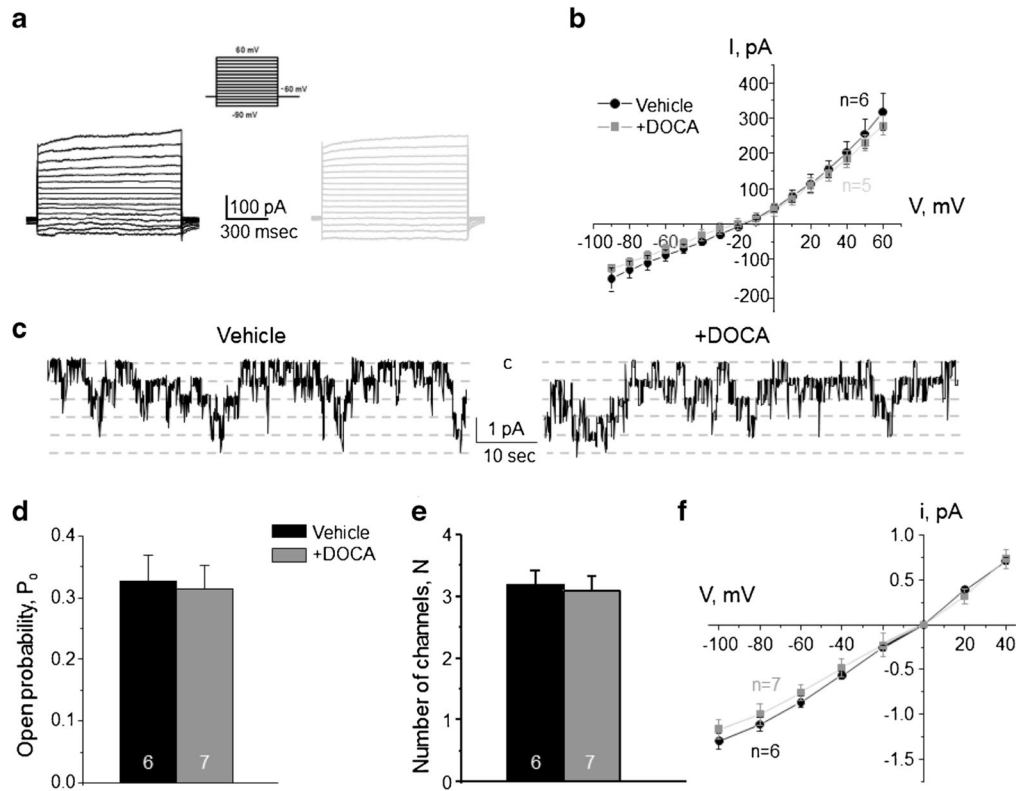 a
60 mV
-60 mV
-90 mV
100 pA
300 msec
b
I, pA
Vehicle
+DOCA
n=6
n=5
400
300
200
100
-100
-200
V, mV
-100 -80 -60 -40 -20 20 40 60
c
Vehicle
+DOCA
c
1 pA
10 sec
d
Open probability, P0
0.4
0.3
0.2
0.1
0.0
6
7
Vehicle
+DOCA
e
Number of channels, N
4
3
2
1
0
6
7
f
i, pA
V, mV
1.0
0.5
-0.5
-1.0
-1.5
-100 -80 -60 -40 -20 20 40
n=7
n=6